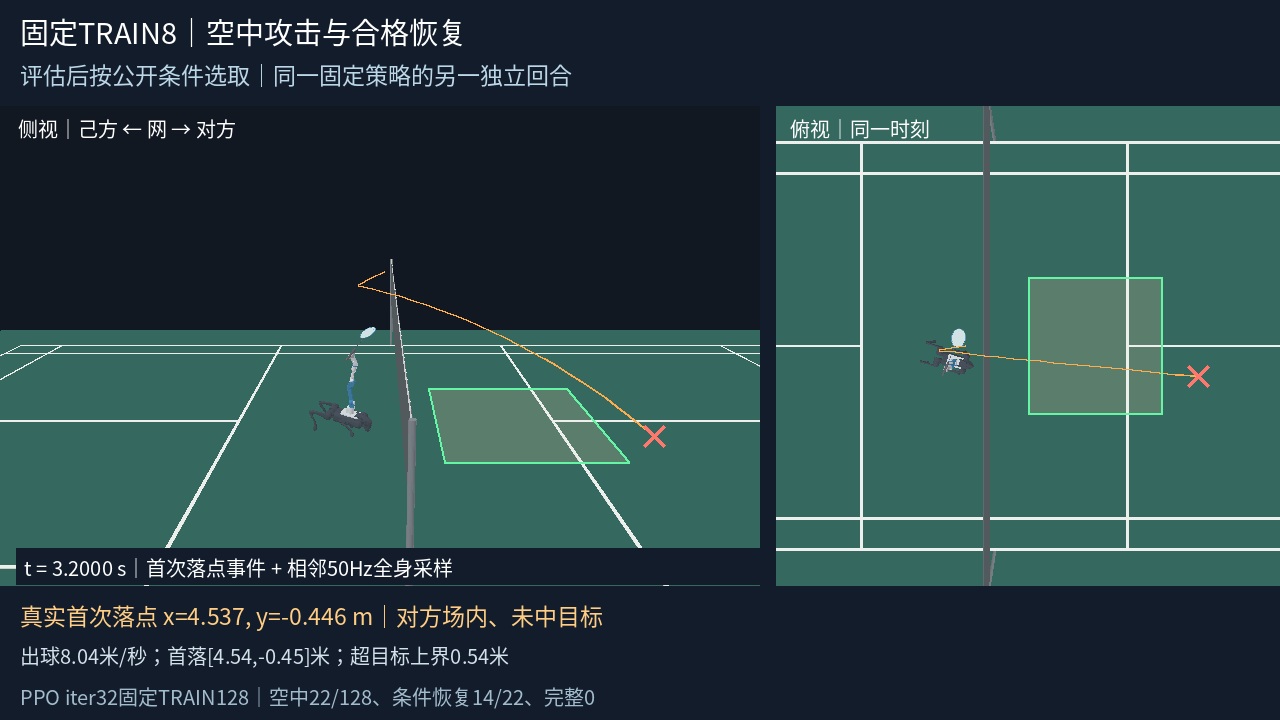 固定TRAIN8｜空中攻击与合格恢复
评估后按公开条件选取｜同一固定策略的另一独立回合
侧视｜己方 ← 网 → 对方
俯视｜同一时刻
t = 3.2000 s｜首次落点事件 + 相邻50Hz全身采样
真实首次落点 x=4.537, y=-0.446 m｜对方场内、未中目标
出球8.04米/秒；首落[4.54,-0.45]米；超目标上界0.54米
PPO iter32固定TRAIN128｜空中22/128、条件恢复14/22、完整0